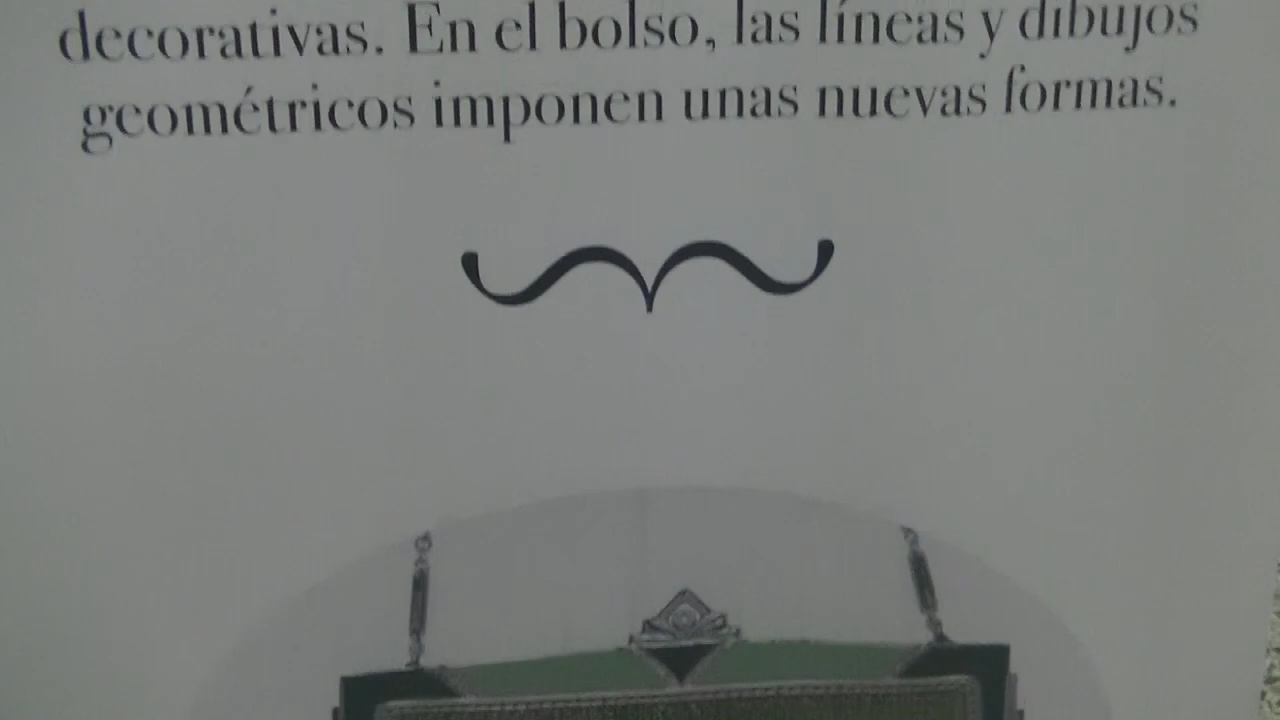 decorativas. En el bolso, las líneas y dibujos
geométricos imponen unas nuevas formas.